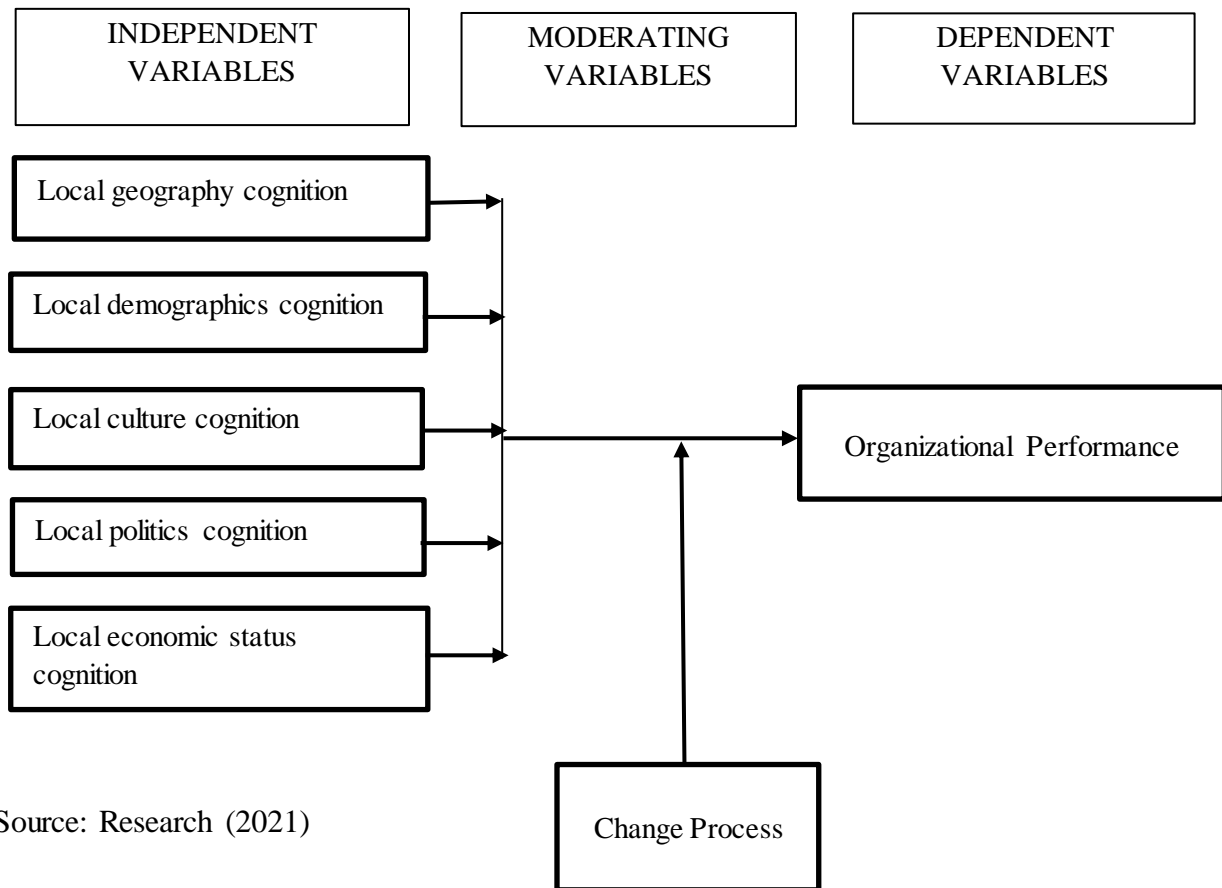 INDEPENDENT
VARIABLES
MODERATING
VARIABLES
DEPENDENT
VARIABLES
Local geography cognition
Local demographics cognition
Local culture cognition
Local politics cognition
Local economic status
cognition
Organizational Performance
Change Process
Source: Research (2021)